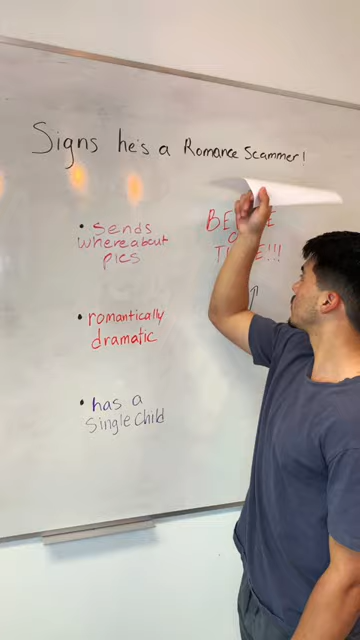 Signs he's a Romance Scammer!
• sends
whereabout
pics
• romantically
dramatic
• has a
Single Child